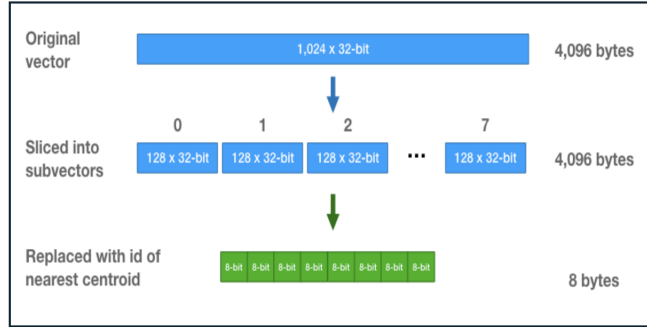 Original
vector
1,024 x 32-bit
4,096 bytes
0 1 2 7
Sliced into
subvectors
128 x 32-bit 128 x 32-bit 128 x 32-bit ... 128 x 32-bit
4,096 bytes
Replaced with id of
nearest centroid
8-bit 8-bit 8-bit 8-bit 8-bit 8-bit 8-bit 8-bit
8 bytes